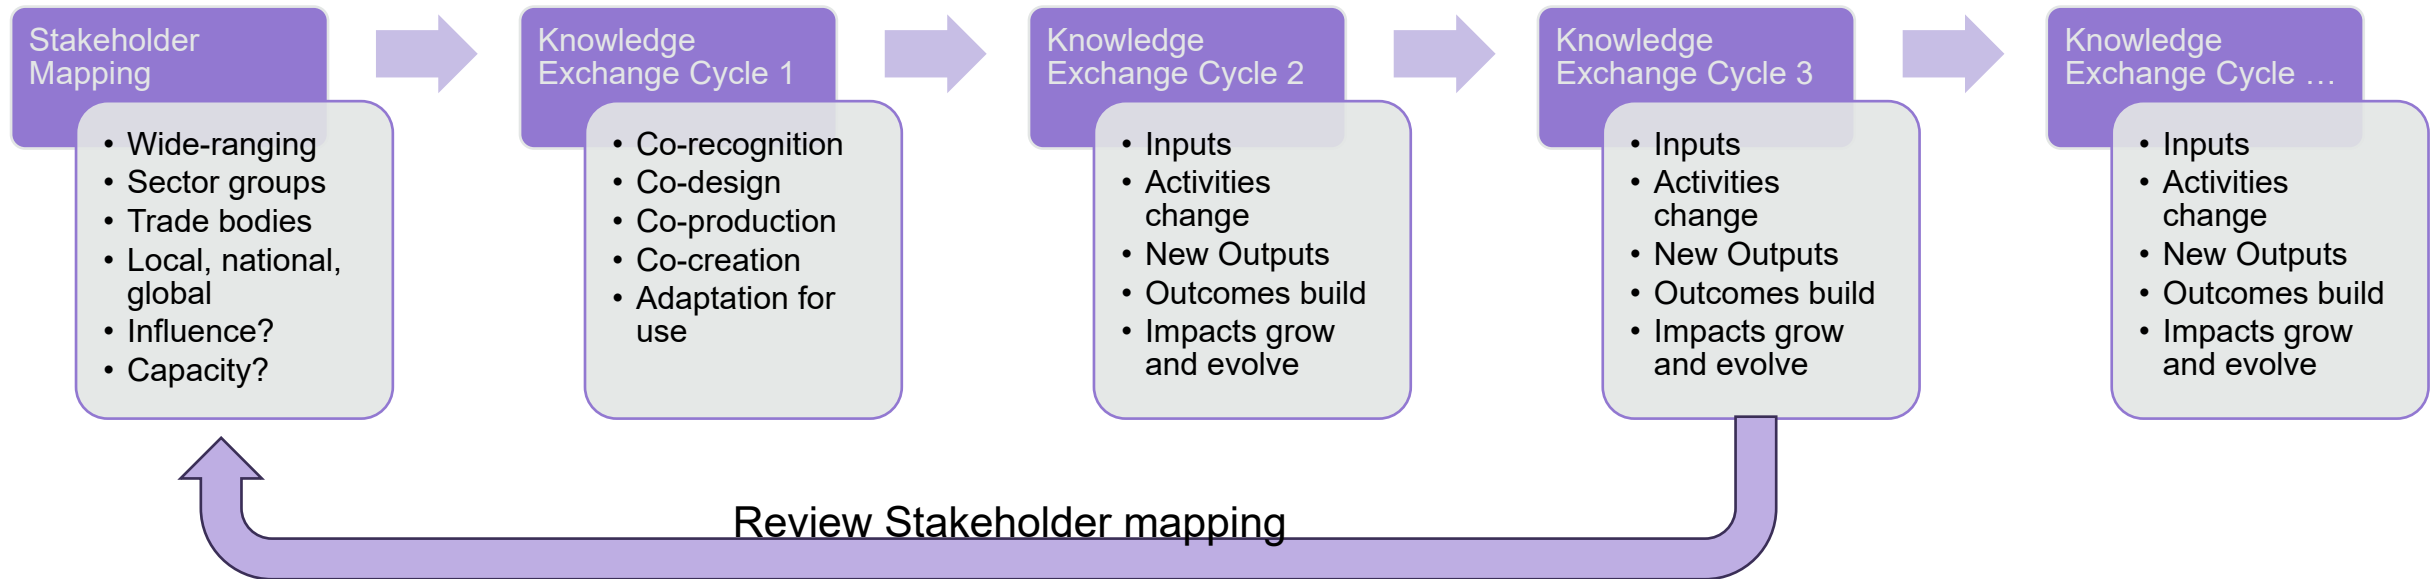 Stakeholder
Mapping
• Wide-ranging
• Sector groups
• Trade bodies
• Local, national,
global
• Influence?
• Capacity?
Knowledge
Exchange Cycle 1
• Co-recognition
• Co-design
• Co-production
• Co-creation
• Adaptation for
use
Knowledge
Exchange Cycle 2
• Inputs
• Activities
change
• New Outputs
• Outcomes build
• Impacts grow
and evolve
Knowledge
Exchange Cycle 3
• Inputs
• Activities
change
• New Outputs
• Outcomes build
• Impacts grow
and evolve
Knowledge
Exchange Cycle …
• Inputs
• Activities
change
• New Outputs
• Outcomes build
• Impacts grow
and evolve
Review Stakeholder mapping